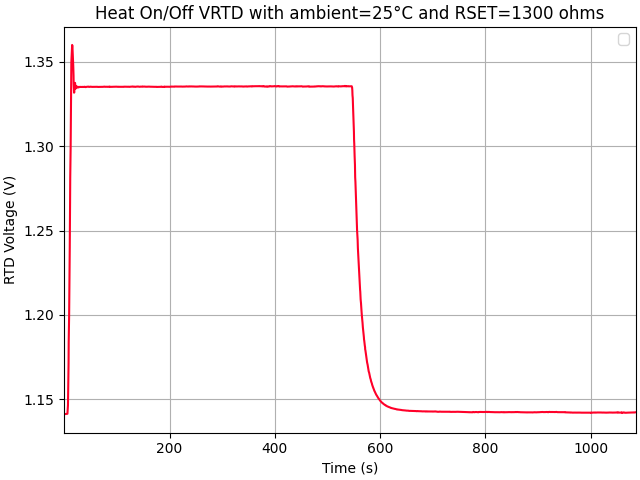 Heat On/Off VRTD with ambient=25°C and RSET=1300 ohms
1.35
1.30
1.25
1.20
1.15
RTD Voltage (V)
200 400 600 800 1000
Time (s)